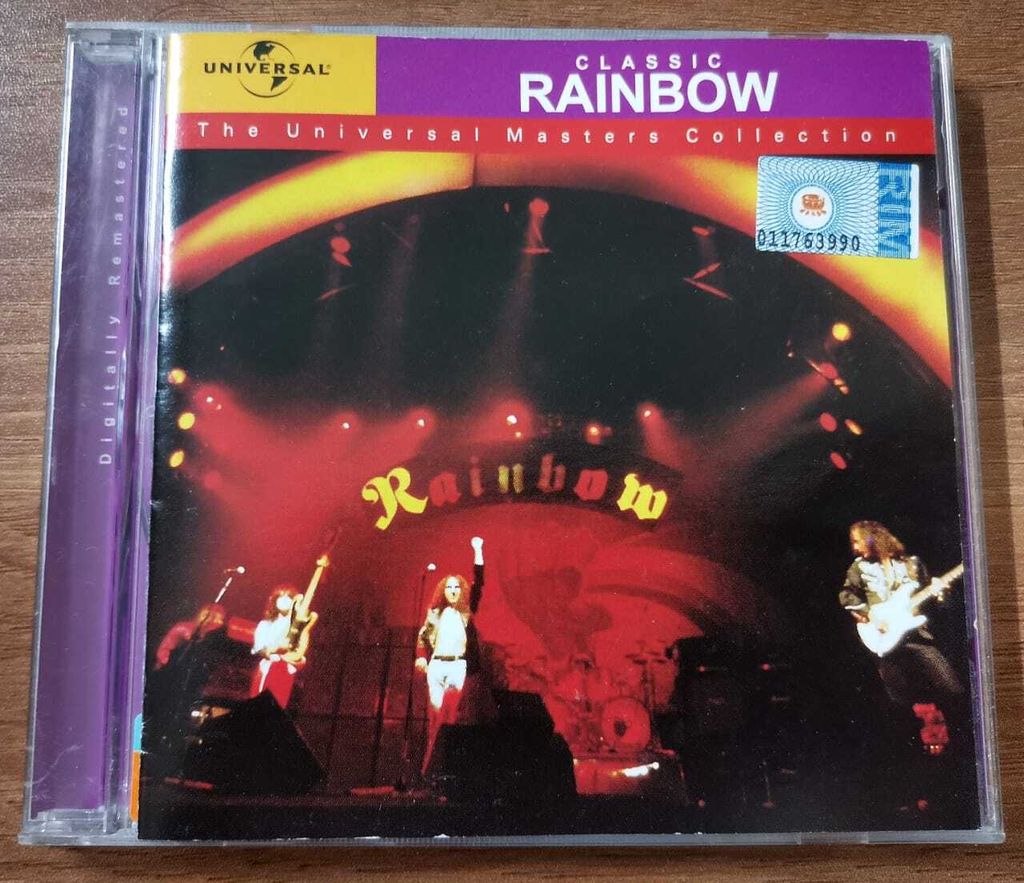 UNIVERSAL
CLASSIC
RAINBOW
The Universal Masters Collection
RIM
011763990
Rainbow
Digitally Remastered